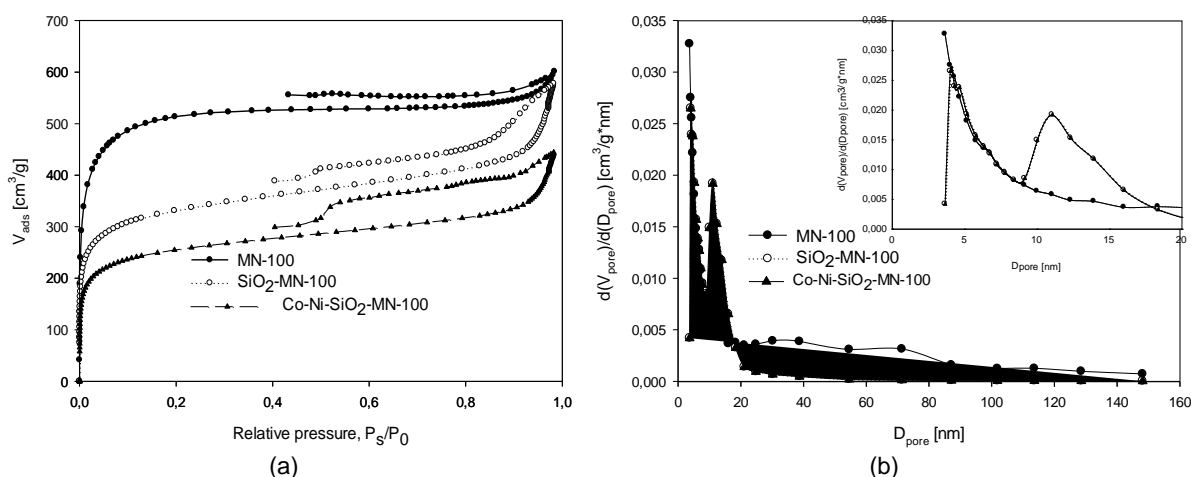 700
600
500
400
300
200
100
0
V_ads [cm³/g]
MN-100
SiO₂-MN-100
Co-Ni-SiO₂-MN-100
0,0 0,2 0,4 0,6 0,8 1,0
Relative pressure, P_S/P_0
(a)
0,035
0,030
0,025
0,020
0,015
0,010
0,005
0,000
d(V_pore)/d(D_pore) [cm³/g*nm]
MN-100
SiO₂-MN-100
Co-Ni-SiO₂-MN-100
0 20 40 60 80 100 120 140 160
D_pore [nm]
(b)
0,035
0,030
0,025
0,020
0,015
0,010
0,005
0,000
d(Vpore)/d(Dpore) [cm3/g*nm]
0 5 10 15 20
Dpore [nm]